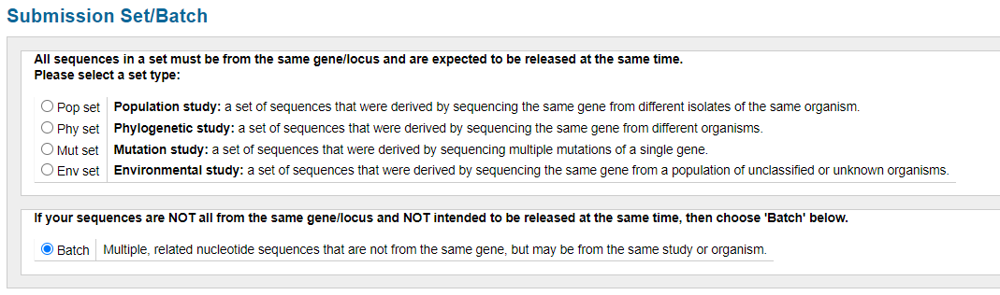 Submission Set/Batch
All sequences in a set must be from the same gene/locus and are expected to be released at the same time.
Please select a set type:
Pop set Population study: a set of sequences that were derived by sequencing the same gene from different isolates of the same organism.
Phy set Phylogenetic study: a set of sequences that were derived by sequencing the same gene from different organisms.
Mut set Mutation study: a set of sequences that were derived by sequencing multiple mutations of a single gene.
Env set Environmental study: a set of sequences that were derived by sequencing the same gene from a population of unclassified or unknown organisms.
If your sequences are NOT all from the same gene/locus and NOT intended to be released at the same time, then choose 'Batch' below.
Batch Multiple, related nucleotide sequences that are not from the same gene, but may be from the same study or organism.